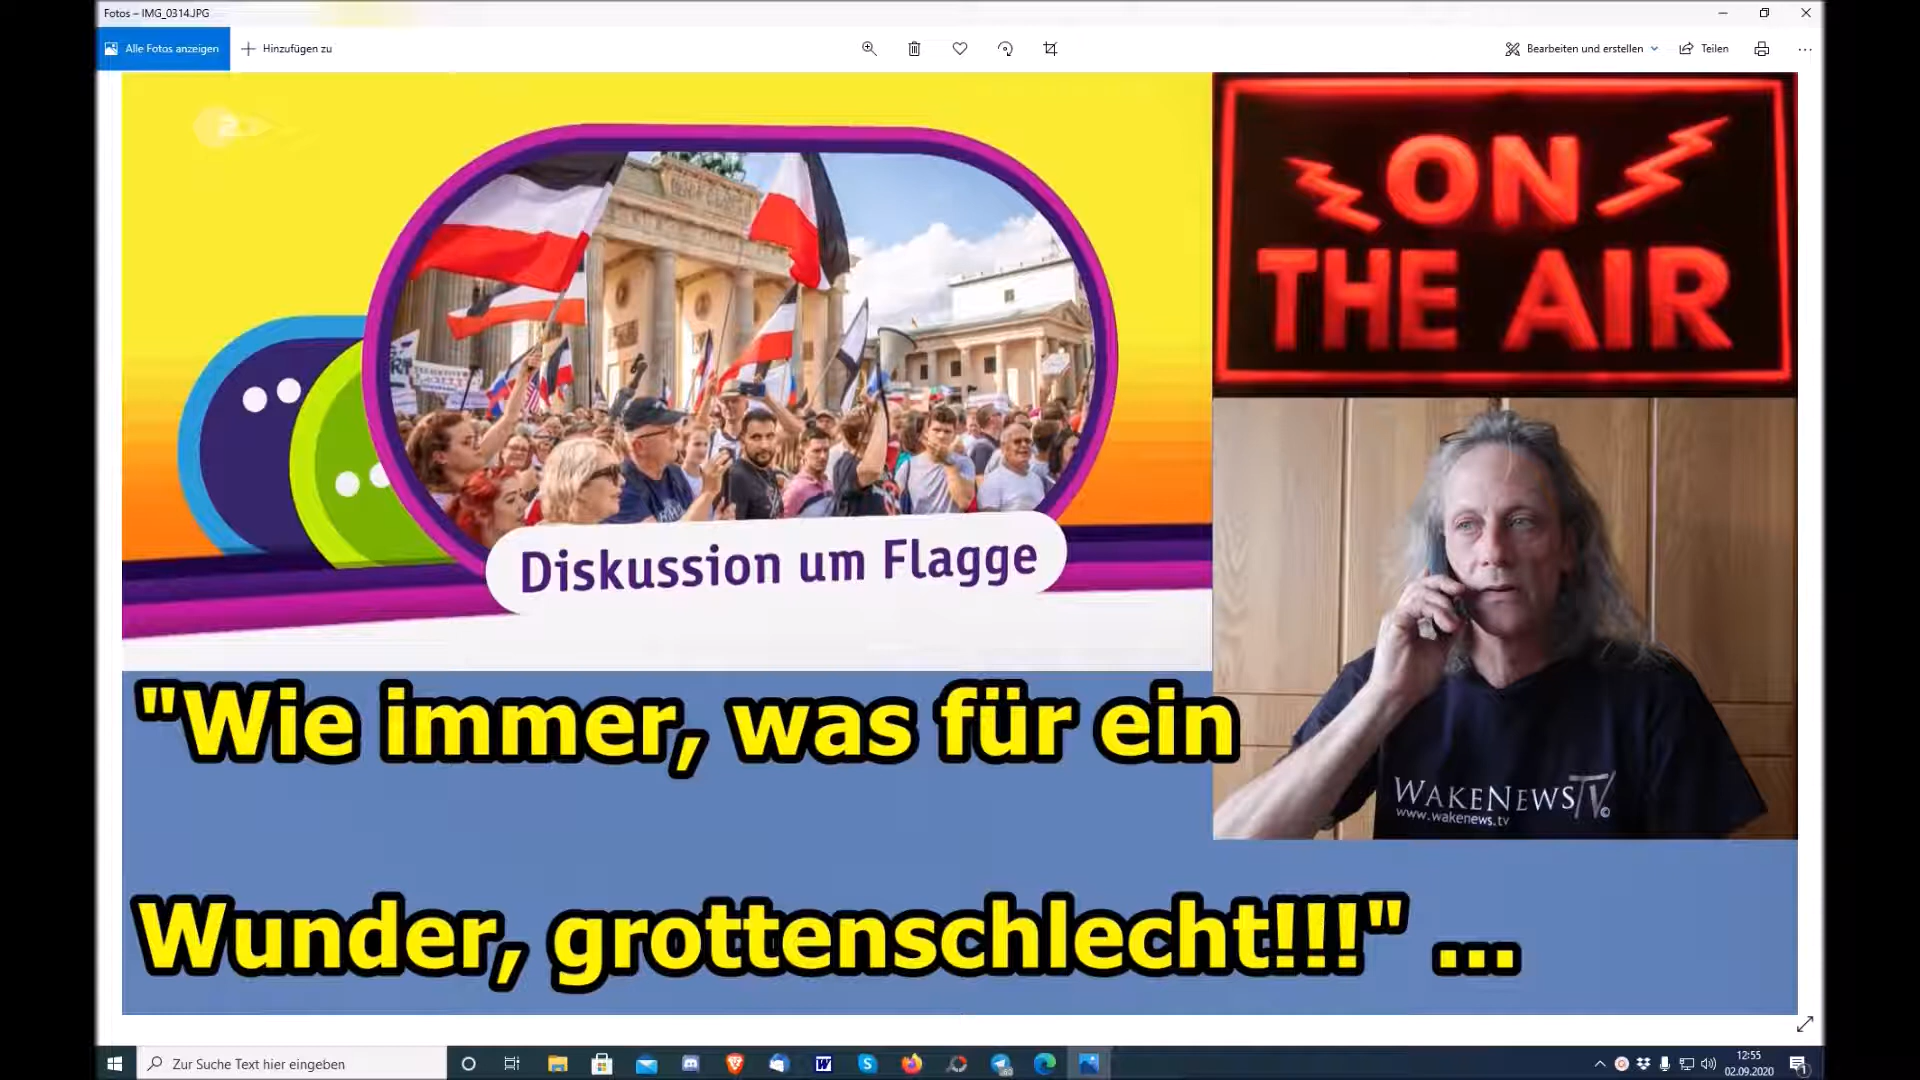 Fotos – IMG_0314.JPG
Alle Fotos anzeigen
Hinzufügen zu
Bearbeiten und erstellen
Teilen
ON
THE AIR
Diskussion um Flagge
WAKENEWSTV©
www.wakenews.tv
"Wie immer, was für ein
Wunder, grottenschlecht!!!" ...
Zur Suche Text hier eingeben
12:55
02.09.2020